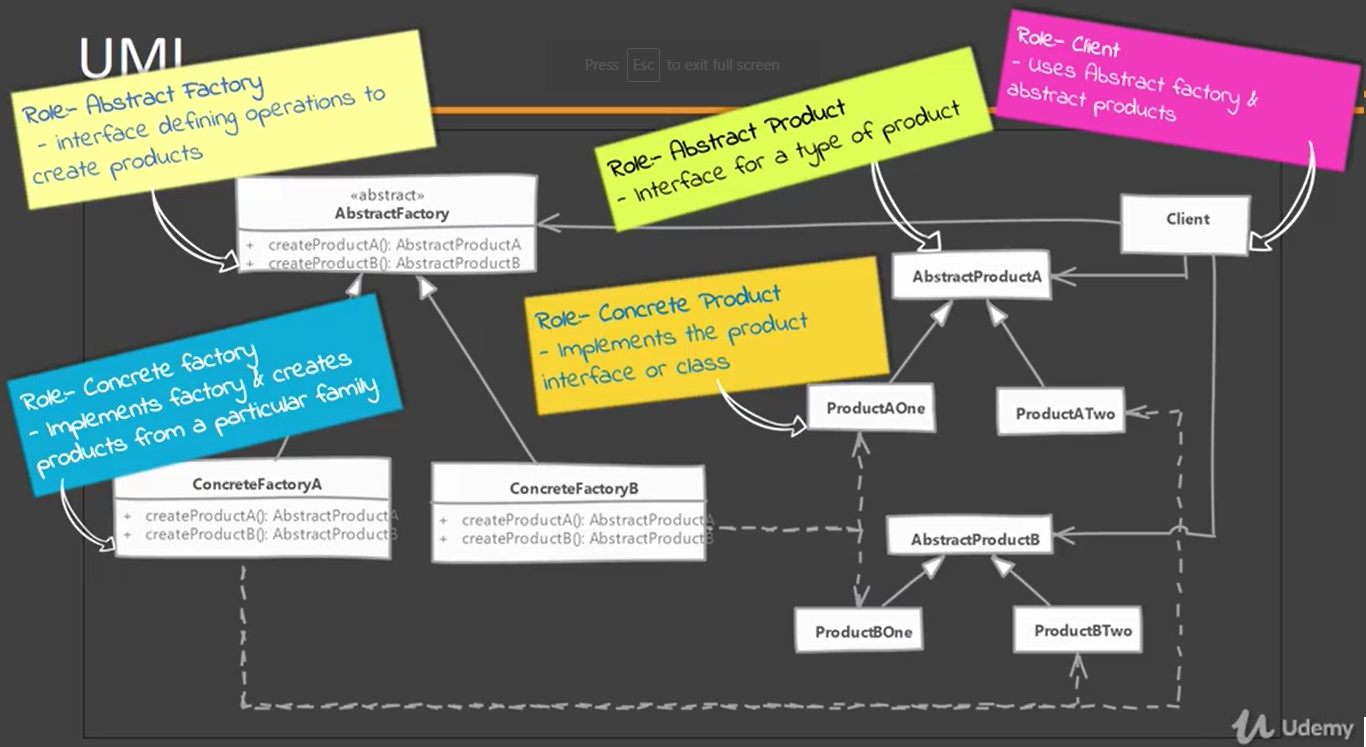 Press Esc to exit full screen
UML
Role- Abstract Factory
- interface defining operations to
create products
Role- Abstract Product
- Interface for a type of product
Role- Client
- Uses Abstract factory &
abstract products
«abstract»
AbstractFactory
+ createProductA(): AbstractProductA
+ createProductB(): AbstractProductB
Client
AbstractProductA
Role- Concrete Product
- Implements the product
interface or class
Role- Concrete factory
- Implements factory & creates
products from a particular family
ProductAOne
ProductATwo
ConcreteFactoryA
+ createProductA(): AbstractProductA
+ createProductB(): AbstractProductB
ConcreteFactoryB
+ createProductA(): AbstractProductA
+ createProductB(): AbstractProductB
AbstractProductB
ProductBOne
ProductBTwo
Udemy